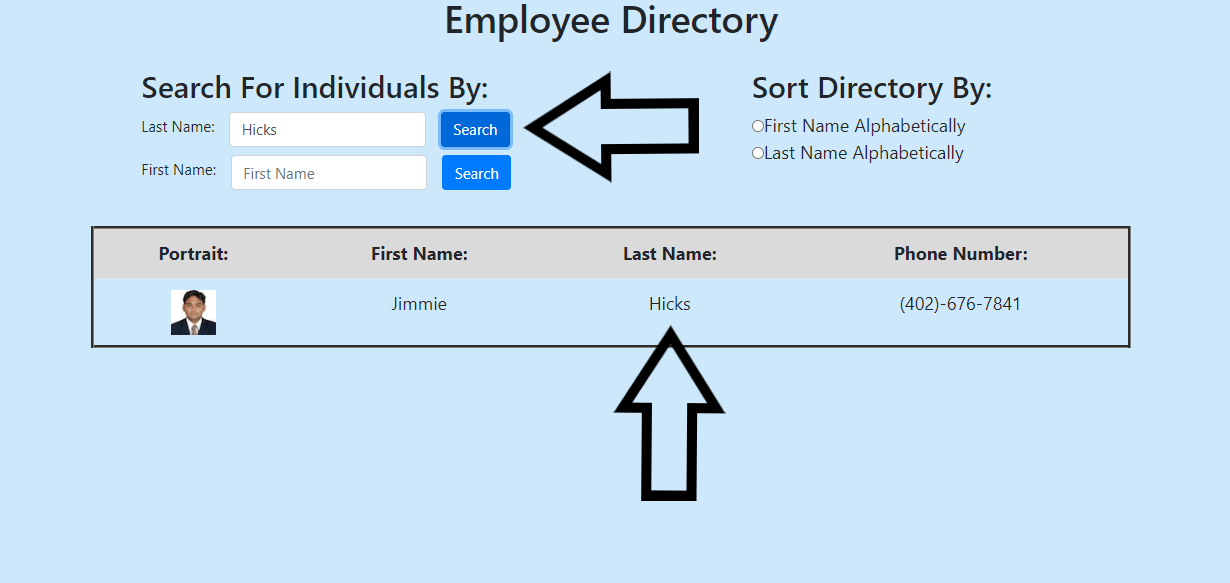 Employee Directory
Search For Individuals By:
Last Name: Hicks Search
First Name: First Name Search
Sort Directory By:
First Name Alphabetically
Last Name Alphabetically
Portrait: First Name: Last Name: Phone Number:
Jimmie Hicks (402)-676-7841